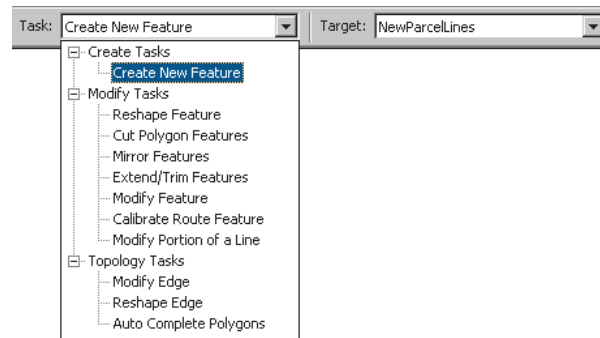 Task: Create New Feature Target: NewParcelLines
Create Tasks
Create New Feature
Modify Tasks
Reshape Feature
Cut Polygon Features
Mirror Features
Extend/Trim Features
Modify Feature
Calibrate Route Feature
Modify Portion of a Line
Topology Tasks
Modify Edge
Reshape Edge
Auto Complete Polygons